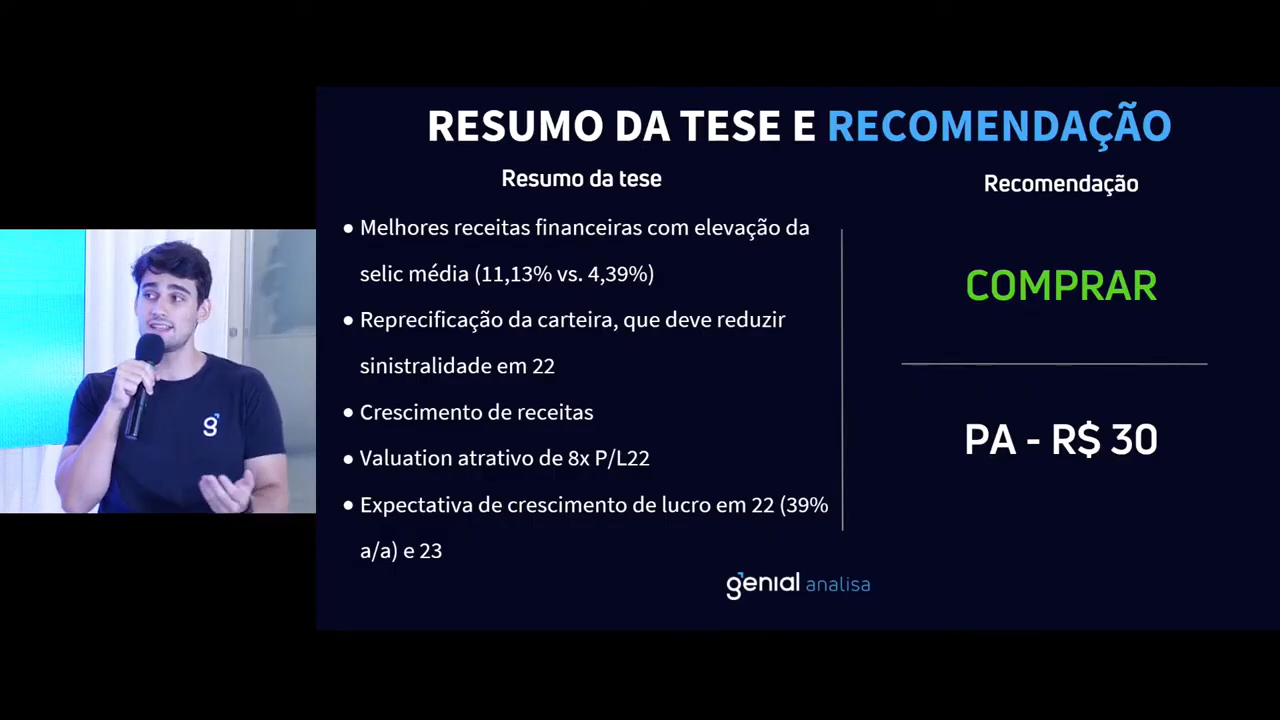 RESUMO DA TESE E RECOMENDAÇÃO
Resumo da tese
• Melhores receitas financeiras com elevação da
selic média (11,13% vs. 4,39%)
• Reprecificação da carteira, que deve reduzir
sinistralidade em 22
• Crescimento de receitas
• Valuation atrativo de 8x P/L22
• Expectativa de crescimento de lucro em 22 (39%
a/a) e 23
Recomendação
COMPRAR
PA - R$ 30
genial analisa
g